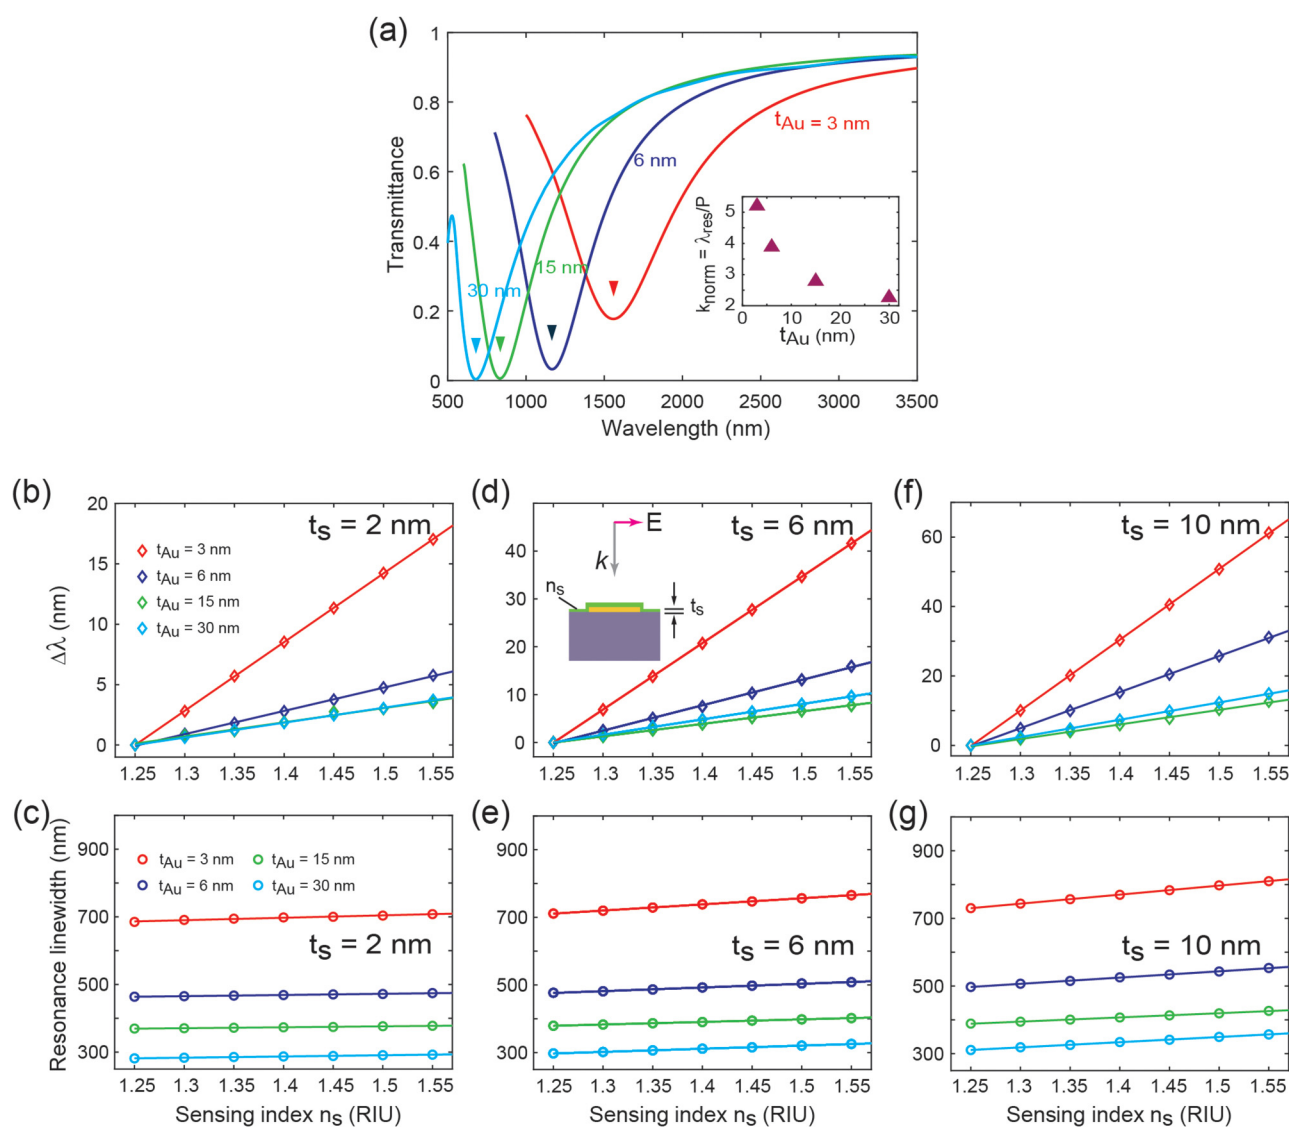 (a)
1
0.8
0.6
0.4
0.2
0
Transmittance
500 1000 1500 2000 2500 3000 3500
Wavelength (nm)
tAu = 3 nm
6 nm
15 nm
30 nm
5
4
3
2
knorm = λres/P
0 10 20 30
tAu (nm)
(b)
20
15
10
5
0
Δλ (nm)
ts = 2 nm
tAu = 3 nm
tAu = 6 nm
tAu = 15 nm
tAu = 30 nm
1.25 1.3 1.35 1.4 1.45 1.5 1.55
(d)
40
30
20
10
0
E
k
ns
ts
ts = 6 nm
1.25 1.3 1.35 1.4 1.45 1.5 1.55
(f)
60
40
20
0
ts = 10 nm
1.25 1.3 1.35 1.4 1.45 1.5 1.55
(c)
900
700
500
300
Resonance linewidth (nm)
tAu = 3 nm tAu = 15 nm
tAu = 6 nm tAu = 30 nm
ts = 2 nm
1.25 1.3 1.35 1.4 1.45 1.5 1.55
Sensing index ns (RIU)
(e)
900
700
500
300
ts = 6 nm
1.25 1.3 1.35 1.4 1.45 1.5 1.55
Sensing index ns (RIU)
(g)
900
700
500
300
ts = 10 nm
1.25 1.3 1.35 1.4 1.45 1.5 1.55
Sensing index ns (RIU)